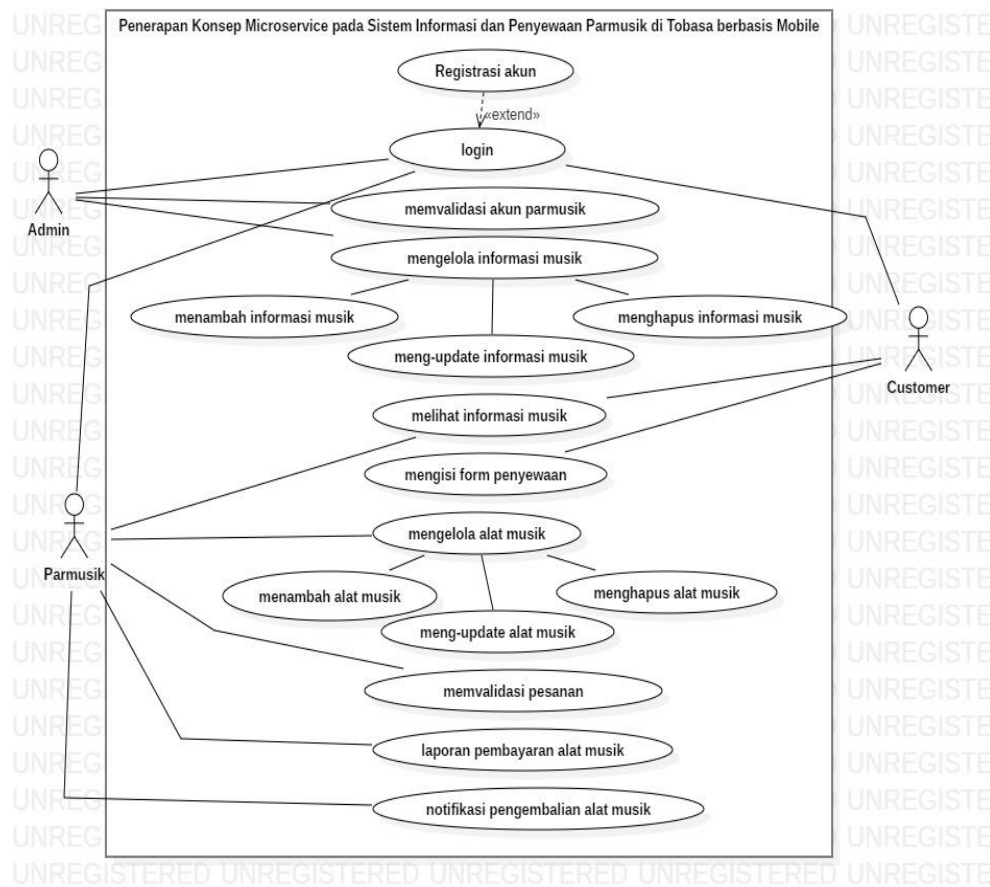 Penerapan Konsep Microservice pada Sistem Informasi dan Penyewaan Parmusik di Tobasa berbasis Mobile
Registrasi akun
«extend»
login
memvalidasi akun parmusik
Admin
mengelola informasi musik
menambah informasi musik
menghapus informasi musik
meng-update informasi musik
Customer
melihat informasi musik
mengisi form penyewaan
mengelola alat musik
Parmusik
menambah alat musik
menghapus alat musik
meng-update alat musik
memvalidasi pesanan
laporan pembayaran alat musik
notifikasi pengembalian alat musik
UNREGISTERED UNREGISTERED UNREGISTERED UNREGISTERED UNREGISTE